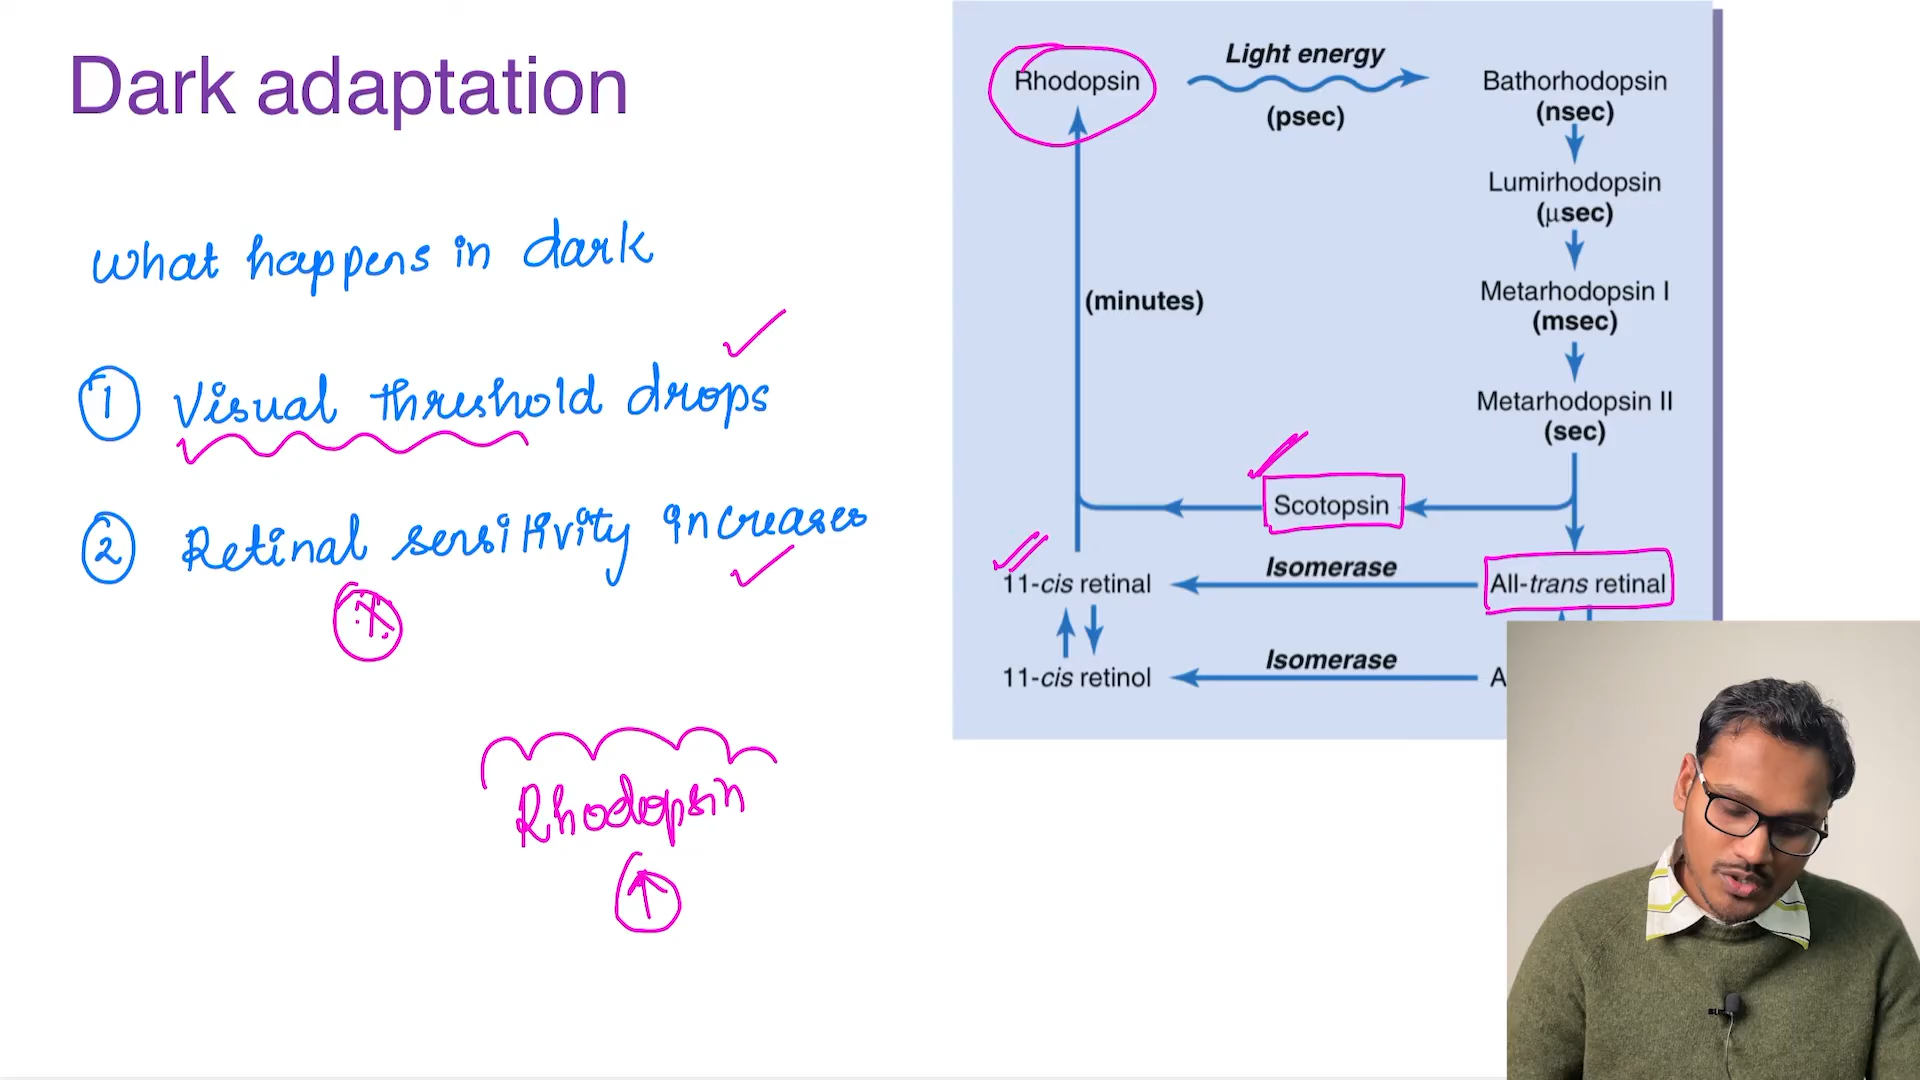 Dark adaptation
What happens in dark
1 Visual threshold drops
2 Retinal sensitivity increases
Rhodopsin
Rhodopsin
Light energy
(psec)
Bathorhodopsin
(nsec)
Lumirhodopsin
(μsec)
Metarhodopsin I
(msec)
Metarhodopsin II
(sec)
(minutes)
Scotopsin
11-cis retinal
Isomerase
All-trans retinal
11-cis retinol
Isomerase
A